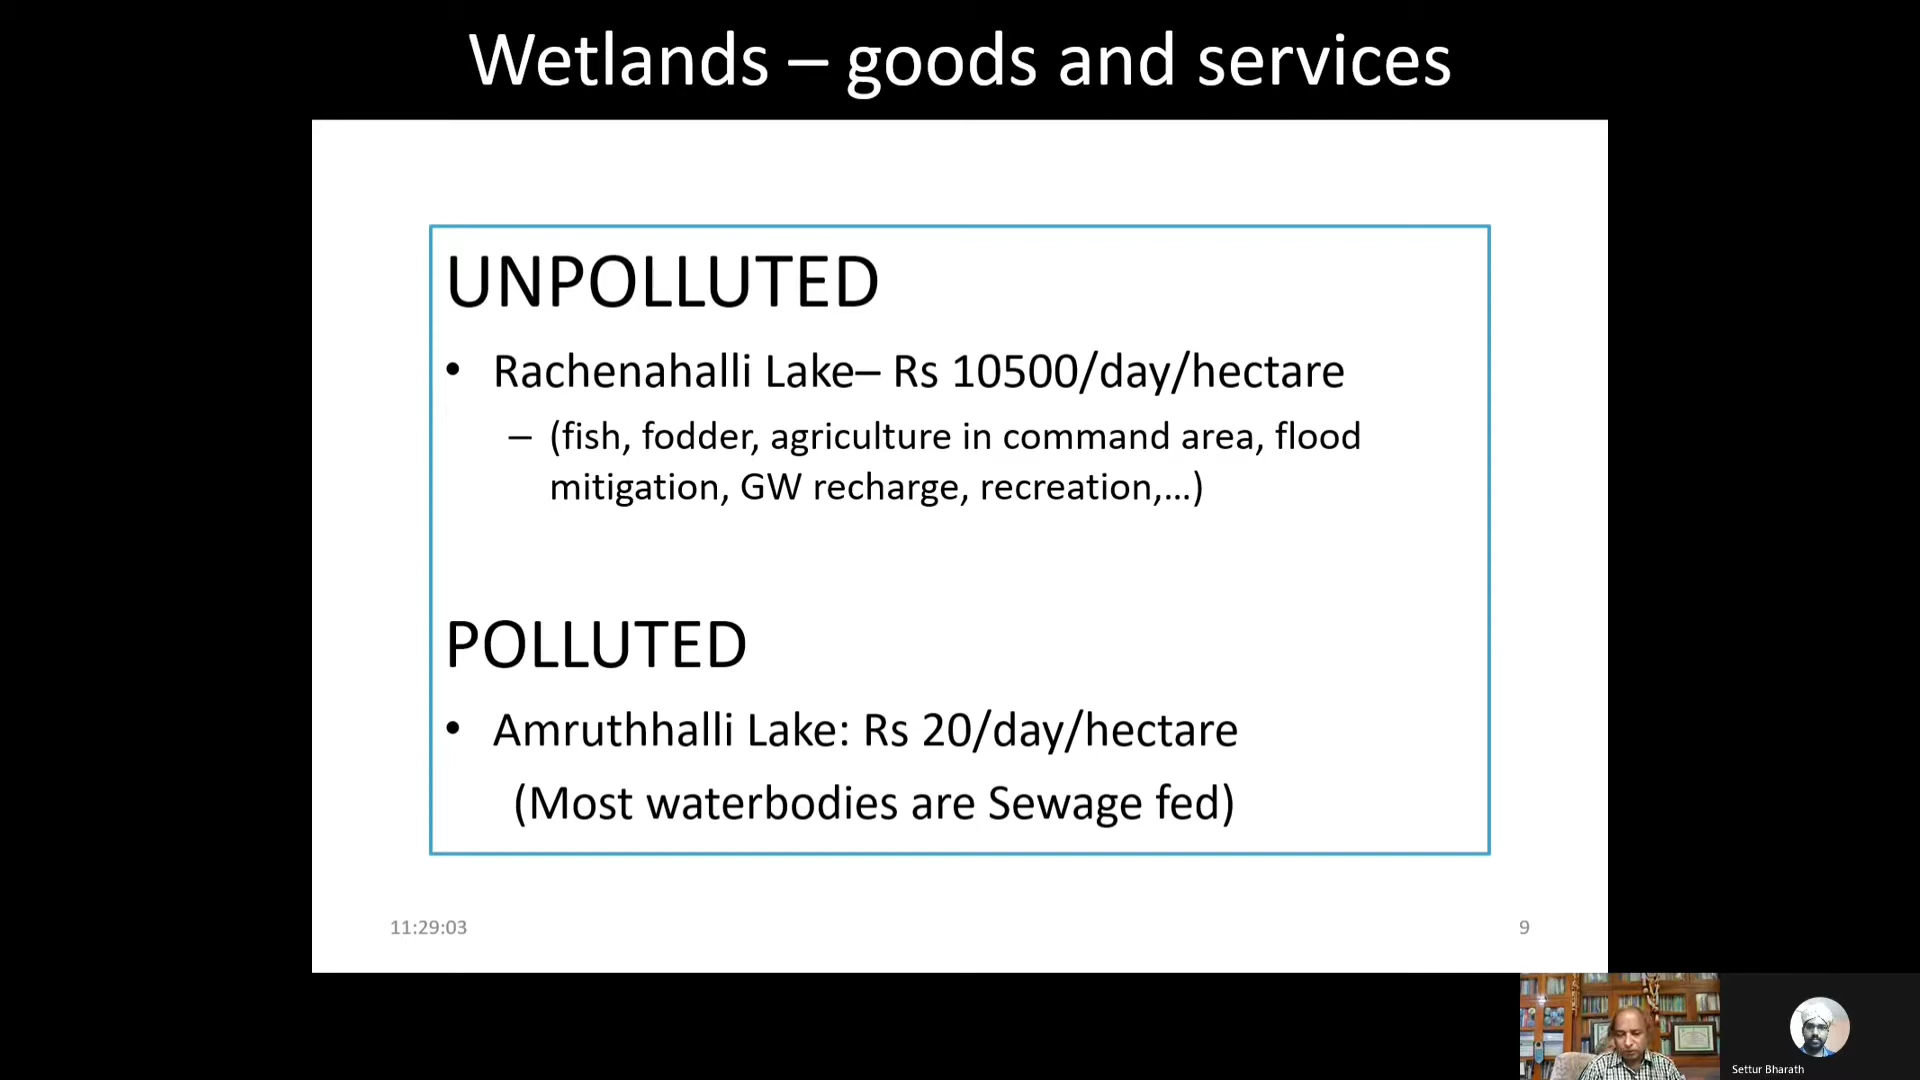 Wetlands – goods and services
UNPOLLUTED
• Rachenahalli Lake– Rs 10500/day/hectare
– (fish, fodder, agriculture in command area, flood
mitigation, GW recharge, recreation,...)
POLLUTED
• Amruthhalli Lake: Rs 20/day/hectare
(Most waterbodies are Sewage fed)
11:29:03
9
Settur Bharath